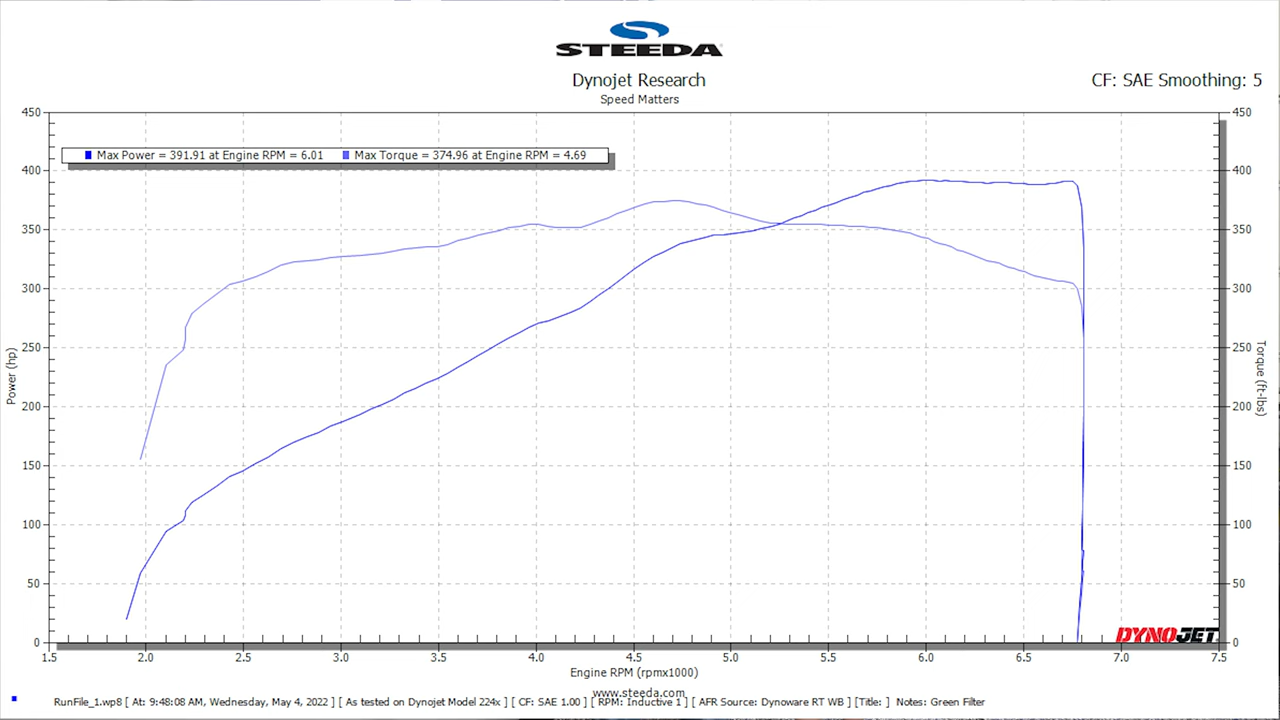 STEEDA
Dynojet Research
CF: SAE Smoothing: 5
Speed Matters
450 450
Max Power = 391.91 at Engine RPM = 6.01 Max Torque = 374.96 at Engine RPM = 4.69
400 400
350 350
300 300
250 250
Power (hp)
Torque (ft-lbs)
200 200
150 150
100 100
50 50
DYNOJET
0 0
1.5 2.0 2.5 3.0 3.5 4.0 4.5 5.0 5.5 6.0 6.5 7.0 7.5
Engine RPM (rpmx1000)
www.steeda.com
RunFile_1.wp8 [ At: 9:48:08 AM, Wednesday, May 4, 2022 ] [ As tested on Dynojet Model 224x ] [ CF: SAE 1.00 ] [ RPM: Inductive 1 ] [ AFR Source: Dynoware RT WB ] [Title: ] Notes: Green Filter